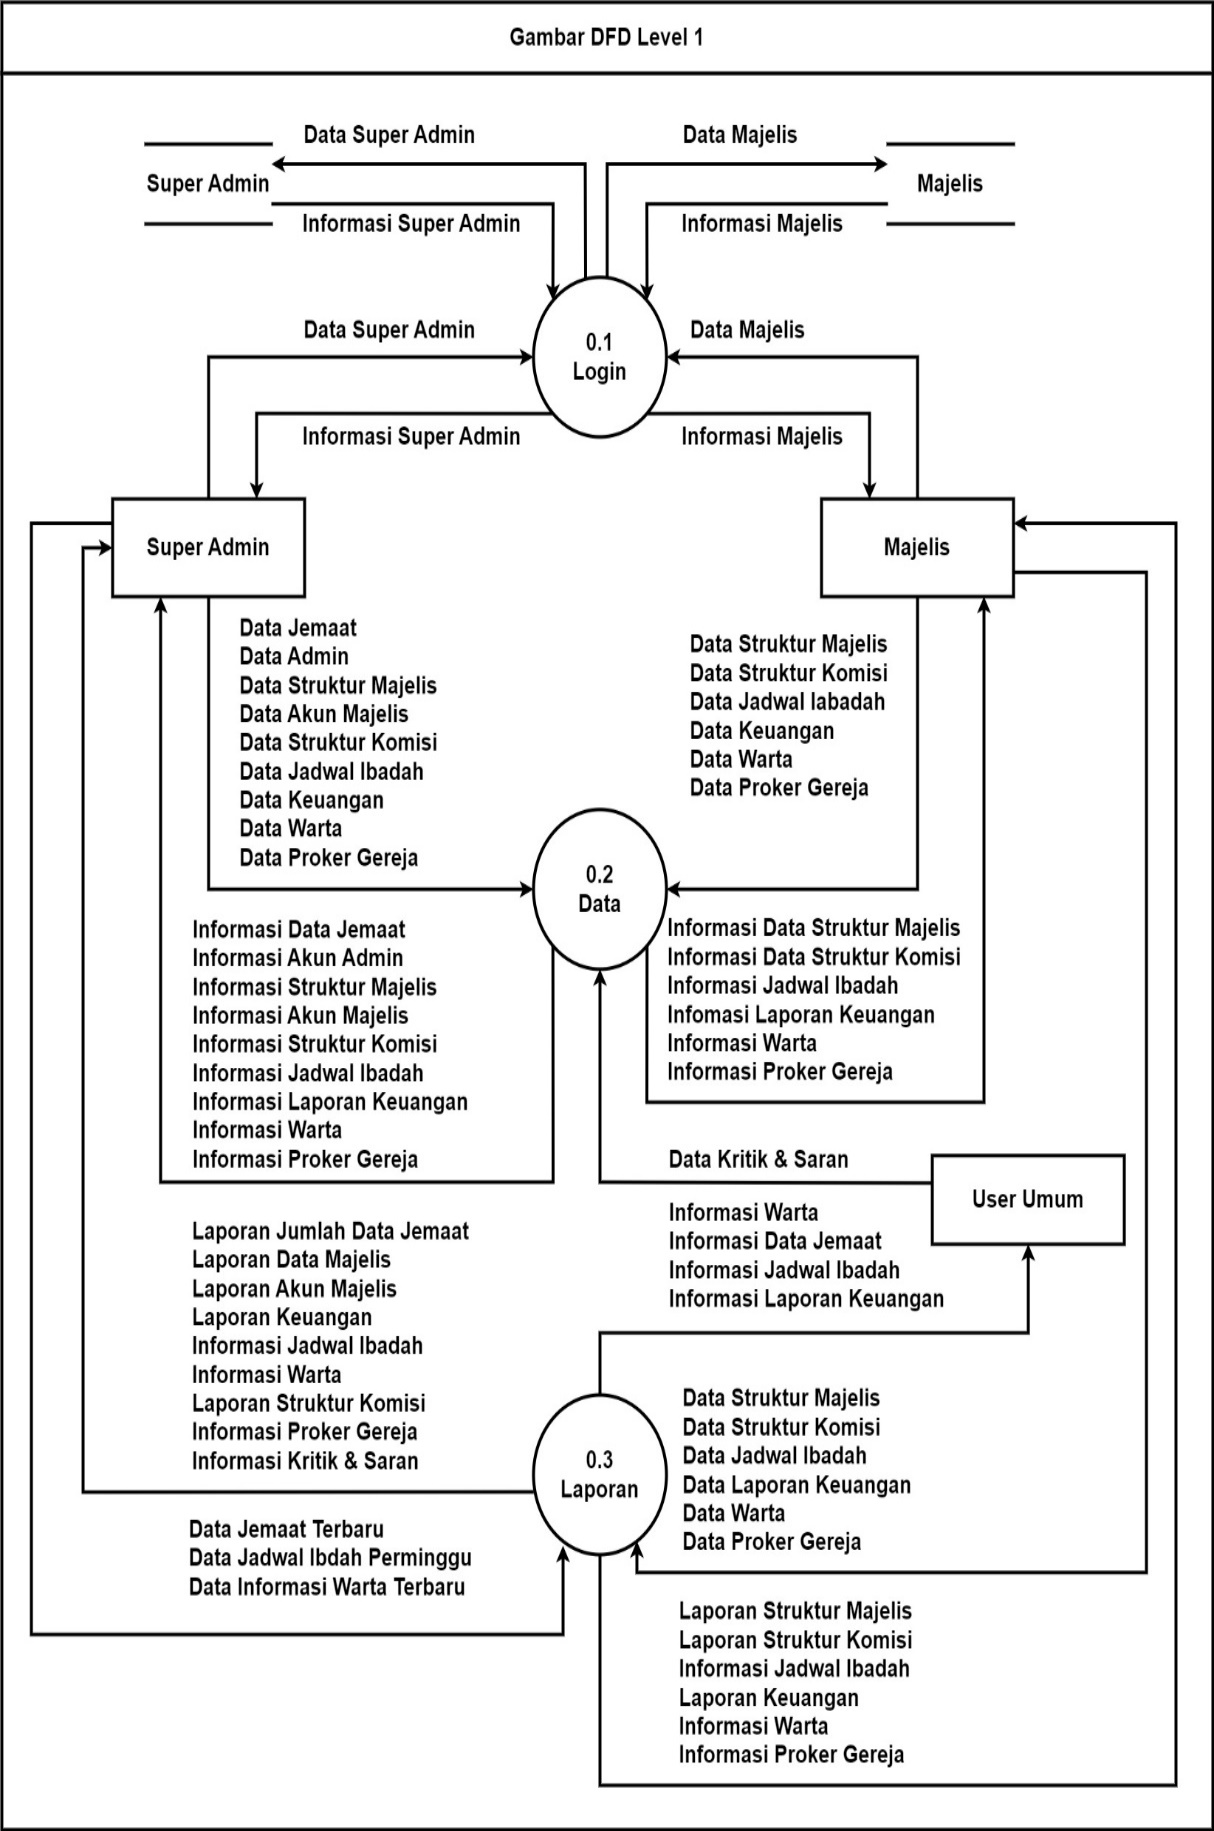 Gambar DFD Level 1
Data Super Admin
Data Majelis
Super Admin
Majelis
Informasi Super Admin
Informasi Majelis
Data Super Admin
Data Majelis
0.1
Login
Informasi Super Admin
Informasi Majelis
Super Admin
Majelis
Data Jemaat
Data Admin
Data Struktur Majelis
Data Akun Majelis
Data Struktur Komisi
Data Jadwal Ibadah
Data Keuangan
Data Warta
Data Proker Gereja
Data Struktur Majelis
Data Struktur Komisi
Data Jadwal Iabadah
Data Keuangan
Data Warta
Data Proker Gereja
0.2
Data
Informasi Data Jemaat
Informasi Akun Admin
Informasi Struktur Majelis
Informasi Akun Majelis
Informasi Struktur Komisi
Informasi Jadwal Ibadah
Informasi Laporan Keuangan
Informasi Warta
Informasi Proker Gereja
Informasi Data Struktur Majelis
Informasi Data Struktur Komisi
Informasi Jadwal Ibadah
Infomasi Laporan Keuangan
Informasi Warta
Informasi Proker Gereja
Data Kritik & Saran
User Umum
Informasi Warta
Informasi Data Jemaat
Informasi Jadwal Ibadah
Informasi Laporan Keuangan
Laporan Jumlah Data Jemaat
Laporan Data Majelis
Laporan Akun Majelis
Laporan Keuangan
Informasi Jadwal Ibadah
Informasi Warta
Laporan Struktur Komisi
Informasi Proker Gereja
Informasi Kritik & Saran
0.3
Laporan
Data Struktur Majelis
Data Struktur Komisi
Data Jadwal Ibadah
Data Laporan Keuangan
Data Warta
Data Proker Gereja
Data Jemaat Terbaru
Data Jadwal Ibdah Perminggu
Data Informasi Warta Terbaru
Laporan Struktur Majelis
Laporan Struktur Komisi
Informasi Jadwal Ibadah
Laporan Keuangan
Informasi Warta
Informasi Proker Gereja